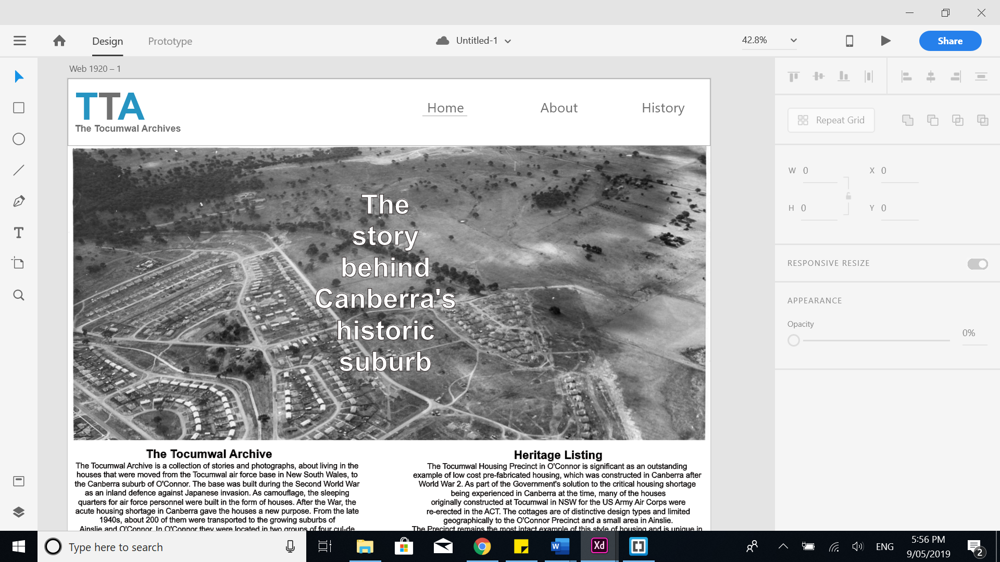 Design
Prototype
Untitled-1
42.8%
Share
Web 1920 – 1
TTA
The Tocumwal Archives
Home
About
History
Repeat Grid
W 0
X 0
H 0
Y 0
RESPONSIVE RESIZE
APPEARANCE
Opacity
0%
The
story
behind
Canberra's
historic
suburb
The Tocumwal Archive
The Tocumwal Archive is a collection of stories and photographs, about living in the
houses that were moved from the Tocumwal air force base in New South Wales, to
the Canberra suburb of O'Connor. The base was built during the Second World War
as an inland defence against Japanese invasion. As camouflage, the sleeping
quarters for air force personnel were built in the form of houses. After the War, the
acute housing shortage in Canberra gave the houses a new purpose. From the late
1940s, about 200 of them were transported to the growing suburbs of
Ainslie and O'Connor. In O'Connor they were located in two groups of four cul-de
Heritage Listing
The Tocumwal Housing Precinct in O'Connor is significant as an outstanding
example of low cost pre-fabricated housing, which was constructed in Canberra after
World War 2. As part of the Government's solution to the critical housing shortage
being experienced in Canberra at the time, many of the houses
originally constructed at Tocumwal in NSW for the US Army Air Corps were
re-erected in the ACT. The cottages are of distinctive design types and limited
geographically to the O'Connor Precinct and a small area in Ainslie.
The Precinct remains the most intact example of this style of housing and is unique in
Type here to search
W
Xd
ENG
5:56 PM
9/05/2019
2